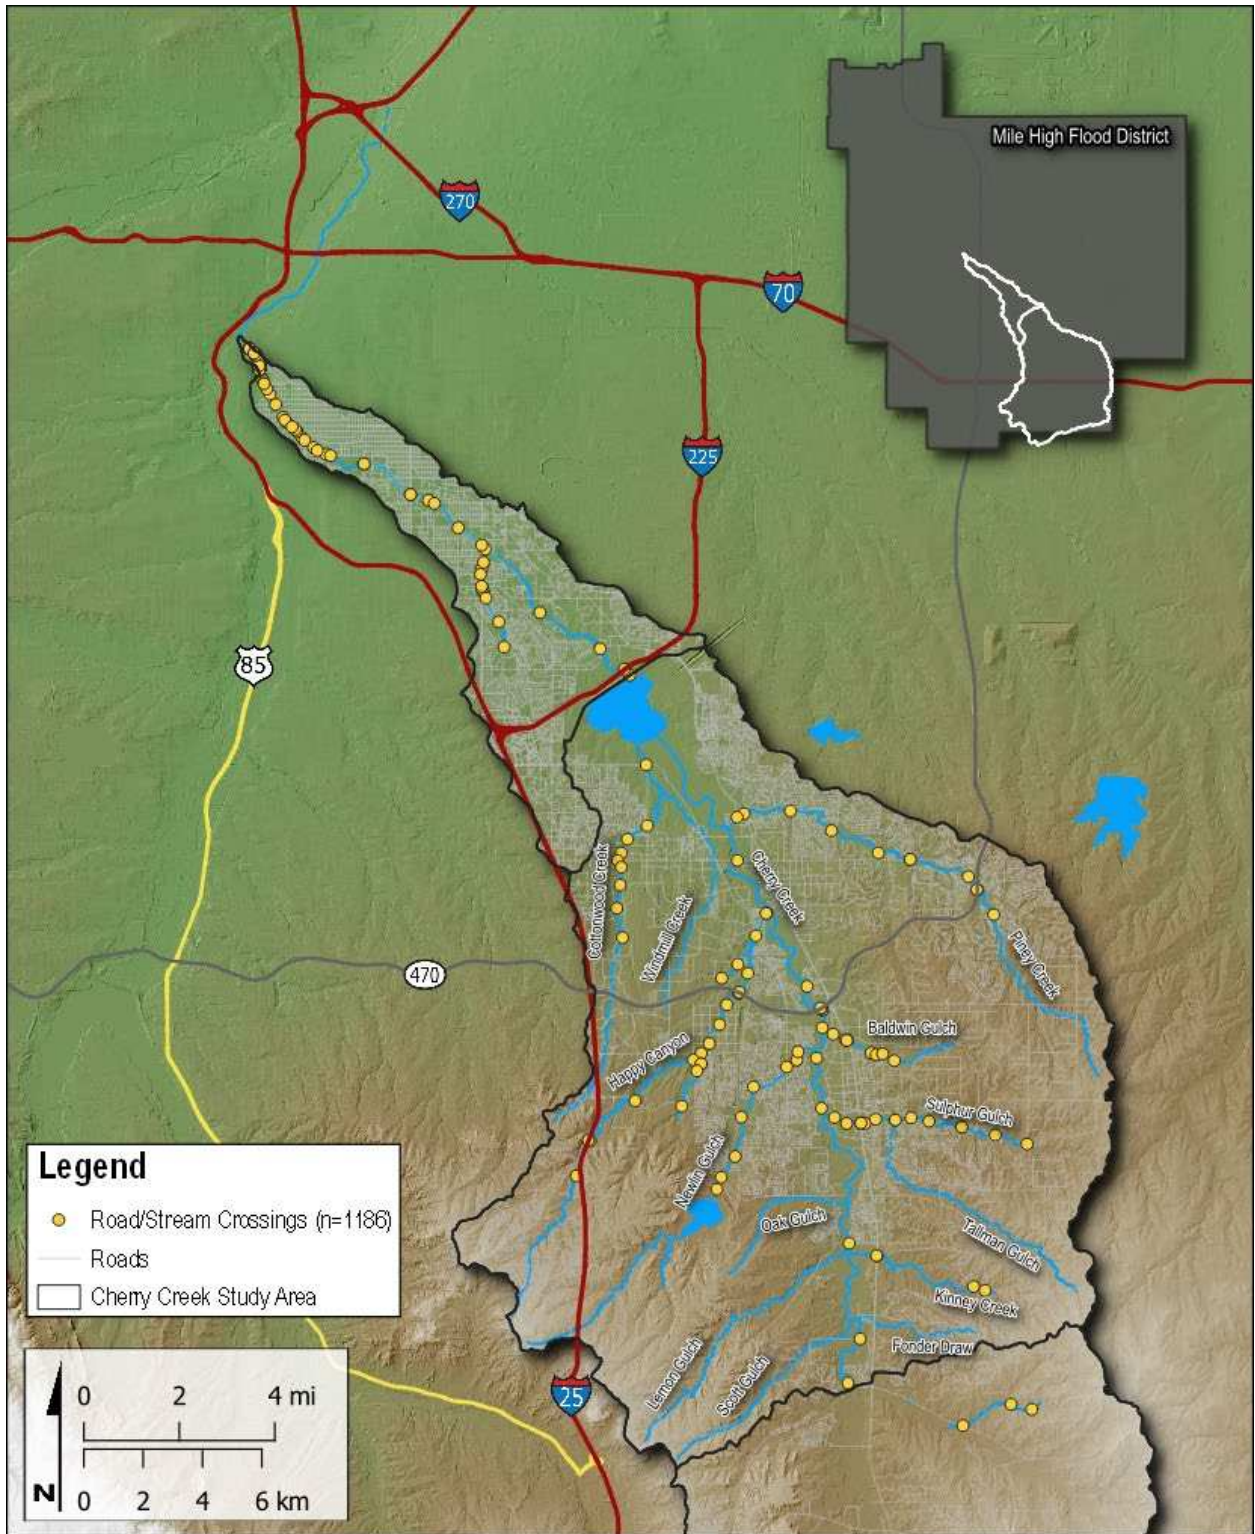 Mile High Flood District
270
70
225
85
Cottonwood Creek
Windmill Creek
Cherry Creek
Piney Creek
470
Happy Canyon
Baldwin Gulch
Sulphur Gulch
Newlin Gulch
Oak Gulch
Tallman Gulch
Kinney Creek
Fonder Draw
Lemon Gulch
Scott Gulch
25
Legend
Road/Stream Crossings (n=1186)
Roads
Cherry Creek Study Area
0 2 4 mi
N 0 2 4 6 km